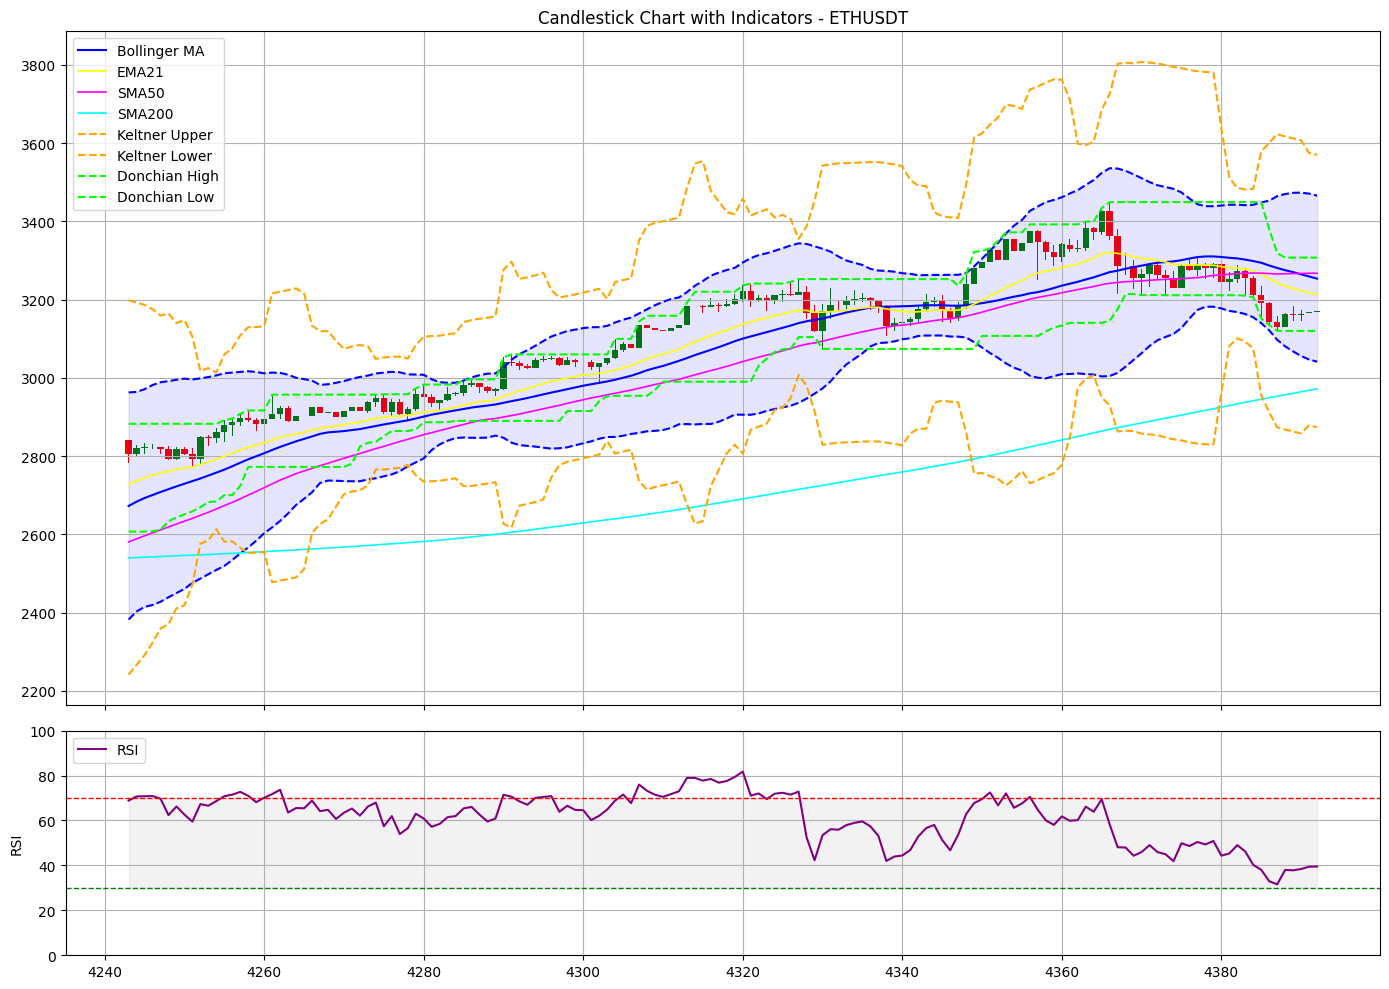 Candlestick Chart with Indicators - ETHUSDT
Bollinger MA
EMA21
SMA50
SMA200
Keltner Upper
Keltner Lower
Donchian High
Donchian Low
3800
3600
3400
3200
3000
2800
2600
2400
2200
RSI
100
80
60
40
20
0
RSI
4240
4260
4280
4300
4320
4340
4360
4380